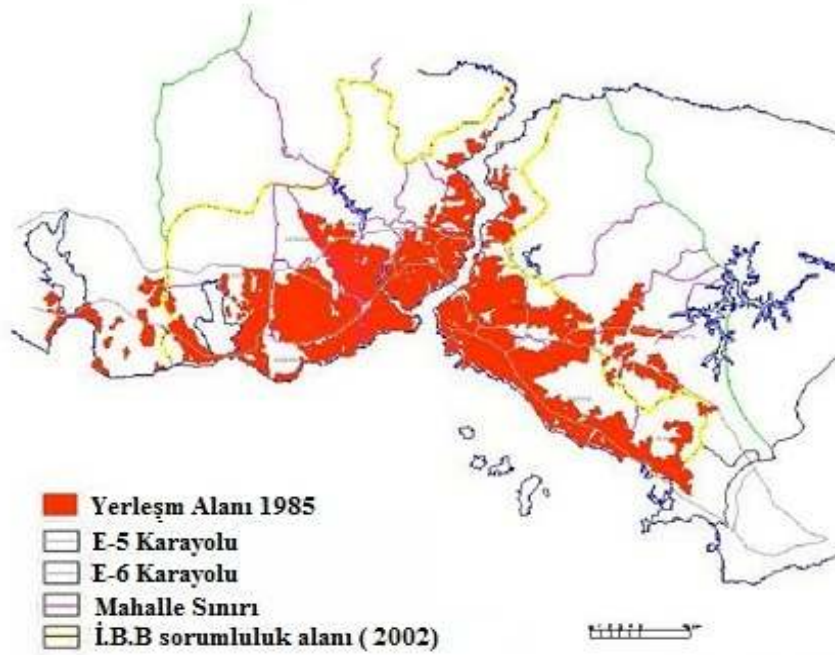 Yerleşm Alanı 1985
E-5 Karayolu
E-6 Karayolu
Mahalle Sınırı
İ.B.B sorumluluk alanı ( 2002)